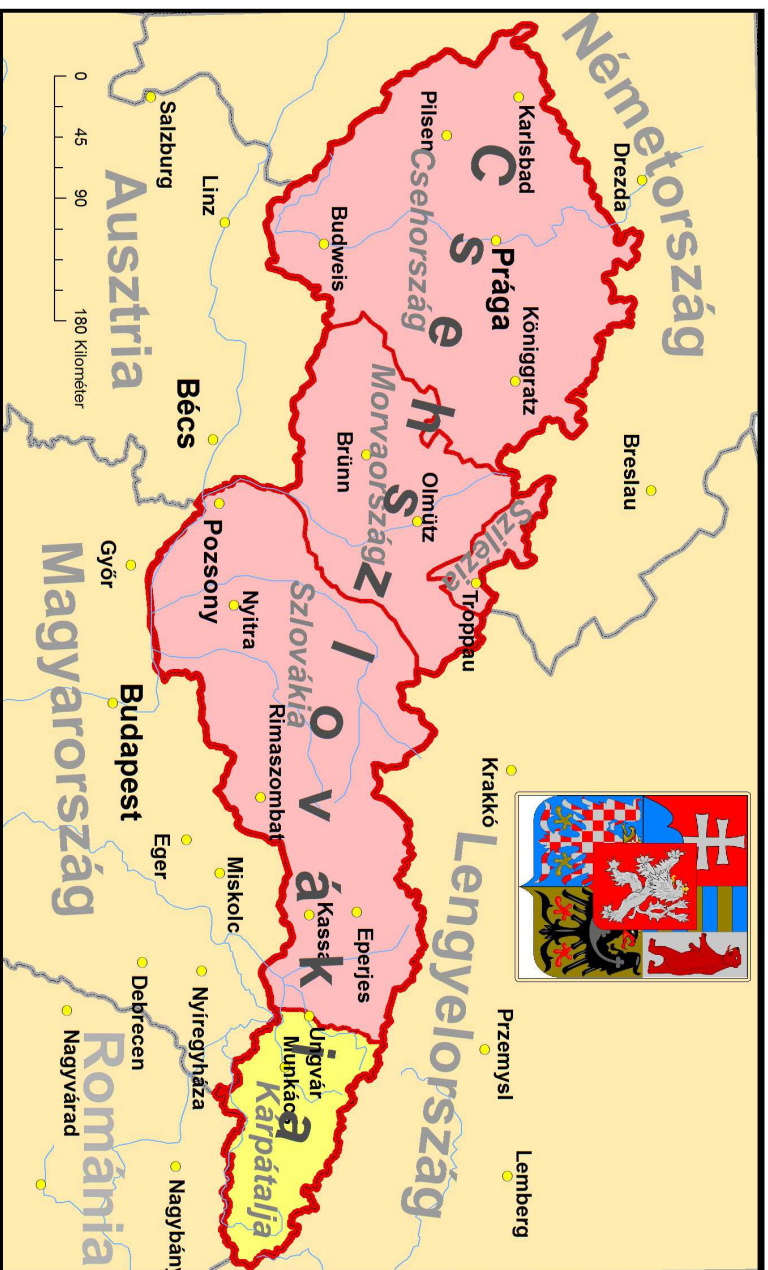 Németország
Drezda
Karlsbad
Pilsen
Csehország
Prága
Königgratz
Budweis
Breslau
Csehszlovákia
Morvaország
Brünn
Olmütz
Szilézia
Troppau
Salzburg
Linz
Ausztria
Bécs
0 45 90 180 Kilométer
Pozsony
Nyitra
Szlovákia
Rimaszombat
Győr
Magyarország
Budapest
Eger
Miskolc
Krakkó
Lengyelország
Kassa
Eperjes
Przemysl
Lemberg
Ungvár
Munkács
Kárpátalja
Debrecen
Nyíregyháza
Nagyvárad
Románia
Nagybány